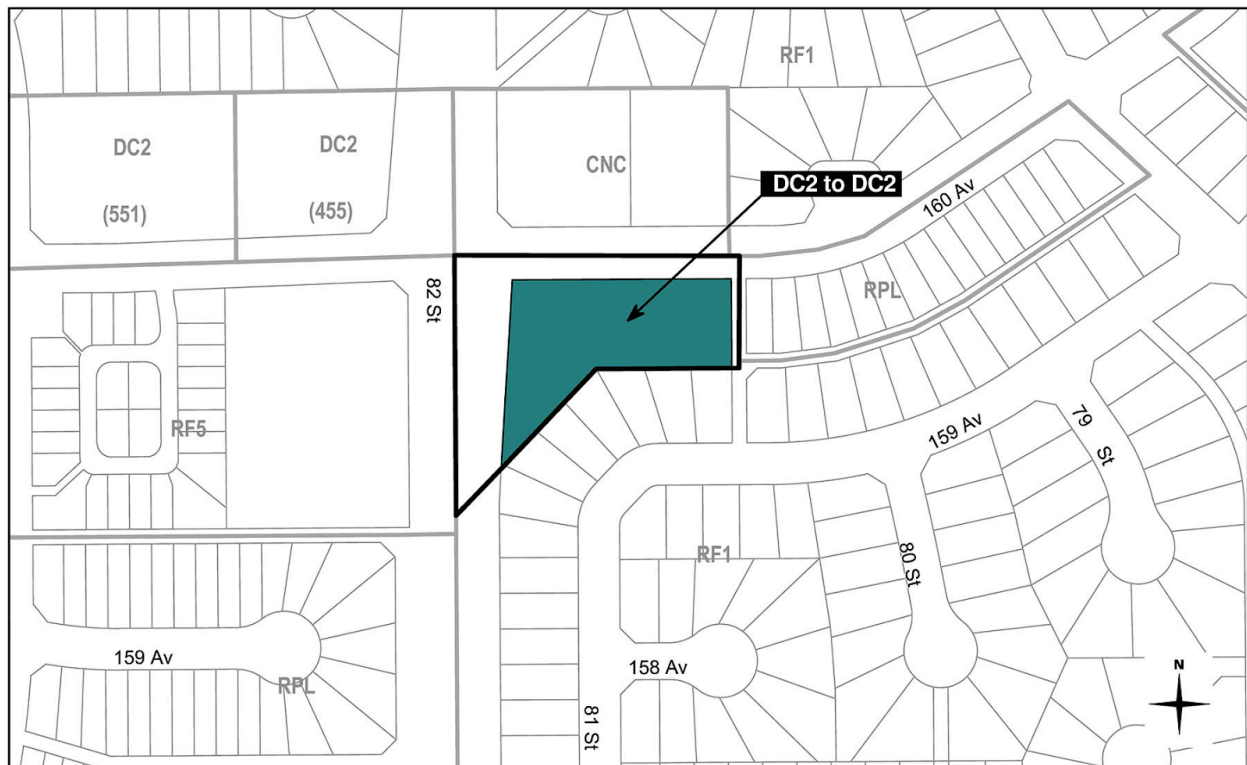 RF1
DC2
(551)
DC2
(455)
CNC
DC2 to DC2
160 Av
82 St
RPL
RF5
159 Av
79 St
RF1
80 St
159 Av
RPL
158 Av
81 St
N